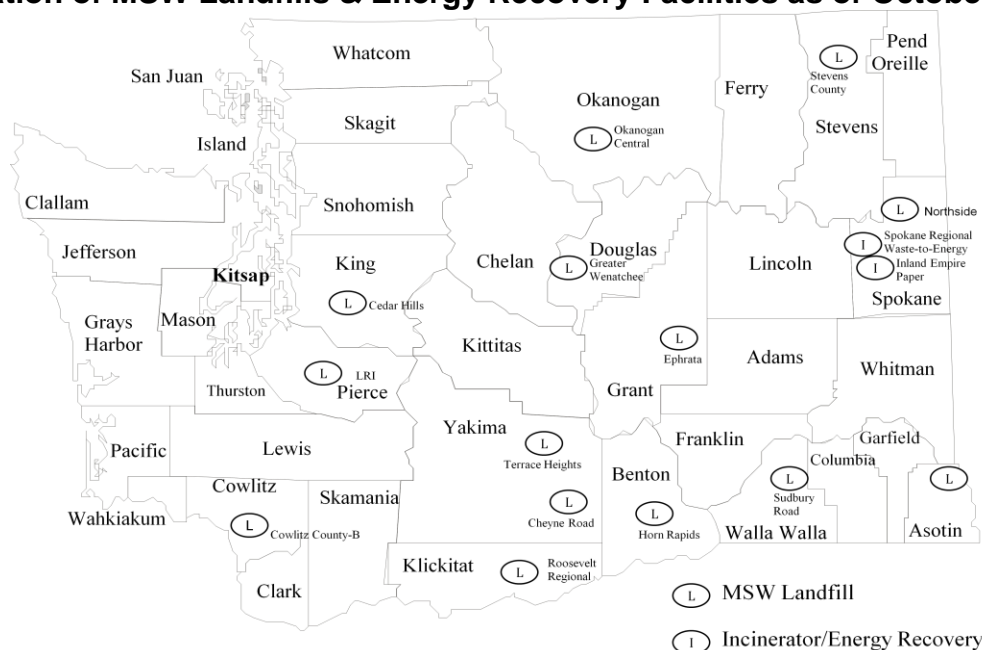 ation of MSW Landfills & Energy Recovery Facilities as of Octobe
Whatcom
Pend
Oreille
San Juan
L
Stevens
County
Okanogan
Ferry
Skagit
Stevens
Island
L
Okanogan
Central
Clallam
Snohomish
L
Northside
Jefferson
King
Chelan
Douglas
Lincoln
I
Spokane Regional
Waste-to-Energy
Kitsap
L
Greater
Wenatchee
I
Inland Empire
Paper
Spokane
L
Cedar Hills
Grays
Harbor
Mason
Kittitas
L
Ephrata
Adams
Whitman
L
LRI
Pierce
Thurston
Grant
Yakima
Franklin
Garfield
Pacific
Lewis
L
Terrace Heights
Benton
Columbia
Cowlitz
Skamania
L
Sudbury
Road
L
Wahkiakum
L
Cowlitz County-B
L
Cheyne Road
L
Horn Rapids
Walla Walla
Asotin
Clark
Klickitat
L
Roosevelt
Regional
L
MSW Landfill
I
Incinerator/Energy Recovery